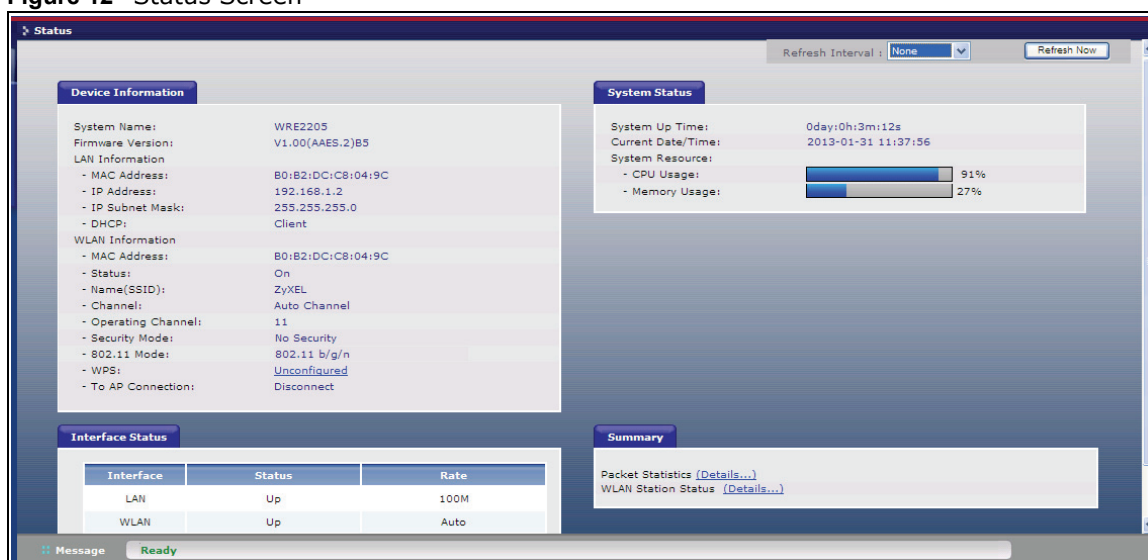 Figure 12 Status Screen
Status
Refresh Interval : None
Refresh Now
Device Information
System Name: WRE2205
Firmware Version: V1.00(AAES.2)B5
LAN Information
- MAC Address: B0:B2:DC:C8:04:9C
- IP Address: 192.168.1.2
- IP Subnet Mask: 255.255.255.0
- DHCP: Client
WLAN Information
- MAC Address: B0:B2:DC:C8:04:9C
- Status: On
- Name(SSID): ZyXEL
- Channel: Auto Channel
- Operating Channel: 11
- Security Mode: No Security
- 802.11 Mode: 802.11 b/g/n
- WPS: Unconfigured
- To AP Connection: Disconnect
System Status
System Up Time: 0day:0h:3m:12s
Current Date/Time: 2013-01-31 11:37:56
System Resource:
- CPU Usage: 91%
- Memory Usage: 27%
Interface Status
Interface Status Rate
LAN Up 100M
WLAN Up Auto
Summary
Packet Statistics (Details...)
WLAN Station Status (Details...)
Message Ready